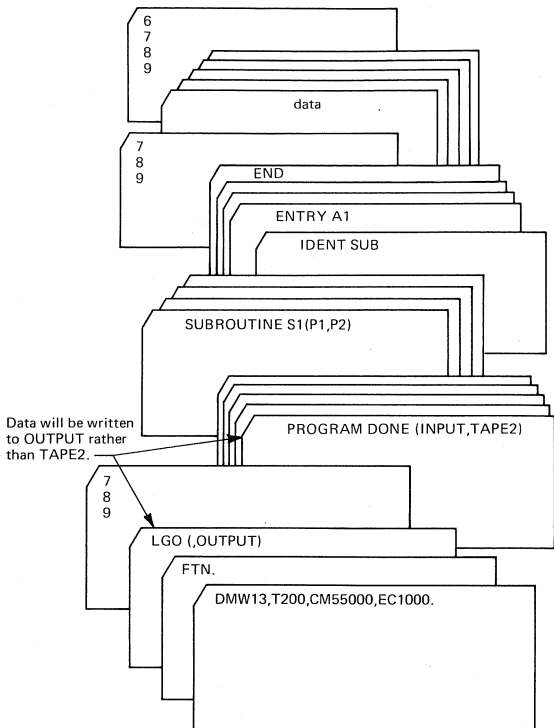 6
7
8
9
data
7
8
9
END
ENTRY A1
IDENT SUB
SUBROUTINE S1(P1,P2)
Data will be written
to OUTPUT rather
than TAPE2.
PROGRAM DONE (INPUT,TAPE2)
7
8
9
LGO (,OUTPUT)
FTN.
DMW13,T200,CM55000,EC1000.